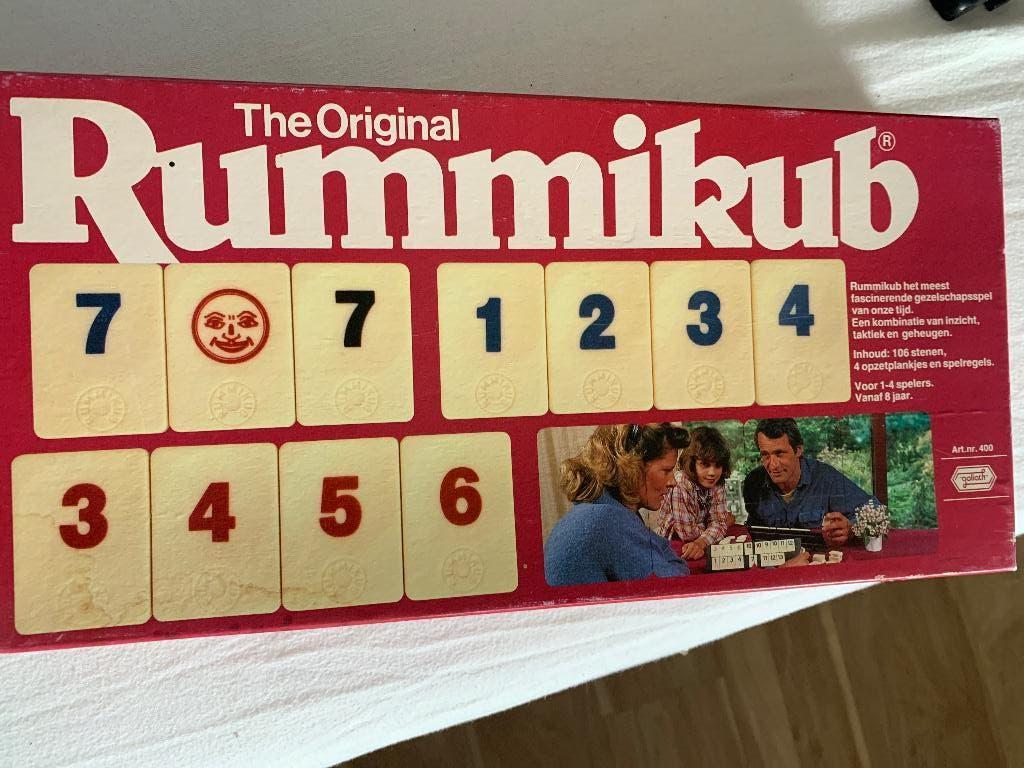 The Original
Rummikub®
7 7 1 2 3 4
Rummikub het meest
fascinerende gezelschapsspel
van onze tijd.
Een kombinatie van inzicht,
taktiek en geheugen.
Inhoud: 106 stenen,
4 opzetplankjes en spelregels.
Voor 1-4 spelers.
Vanaf 8 jaar.
3 4 5 6
Art.nr. 400
goliath